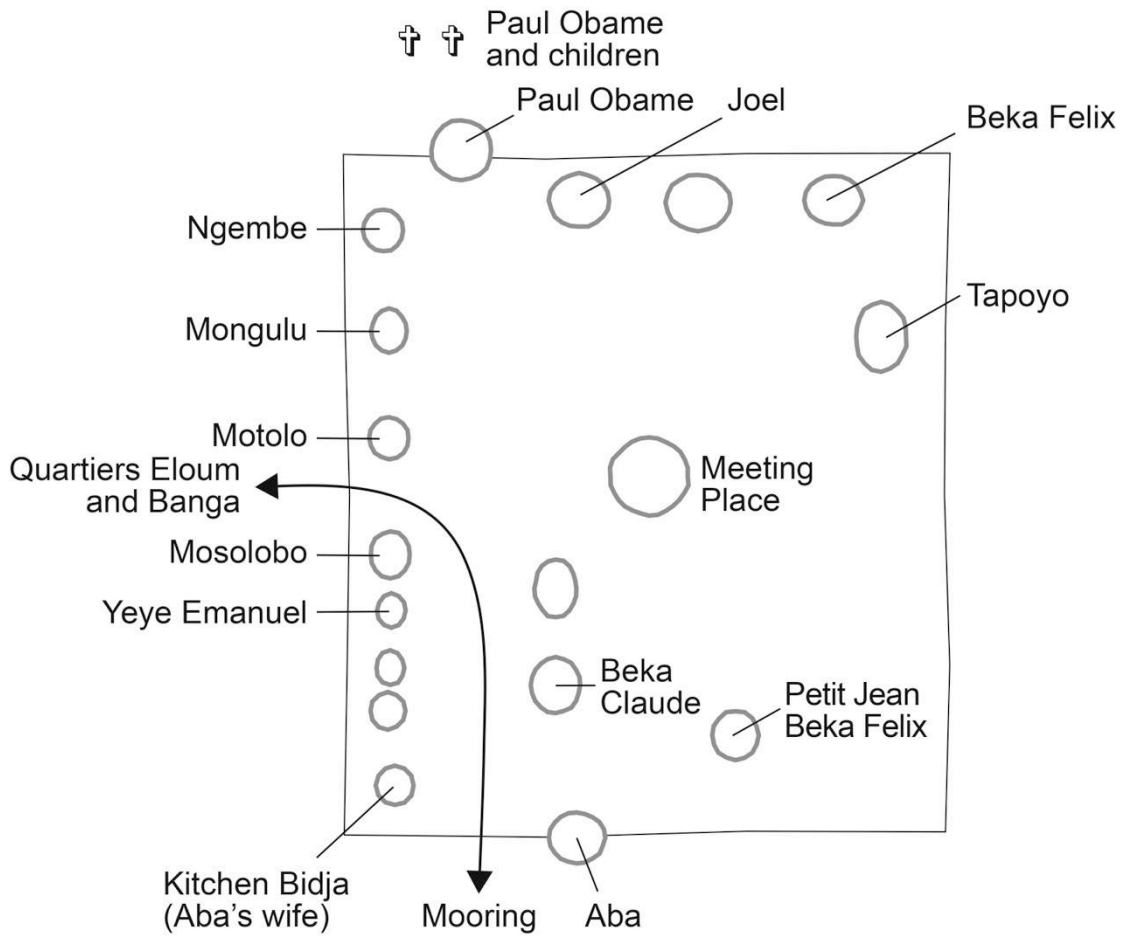 Paul Obame
and children
Paul Obame
Joel
Beka Felix
Ngembe
Tapoyo
Mongulu
Motolo
Quartiers Eloum
and Banga
Meeting
Place
Mosolobo
Yeye Emanuel
Beka
Claude
Petit Jean
Beka Felix
Kitchen Bidja
(Aba's wife)
Mooring
Aba